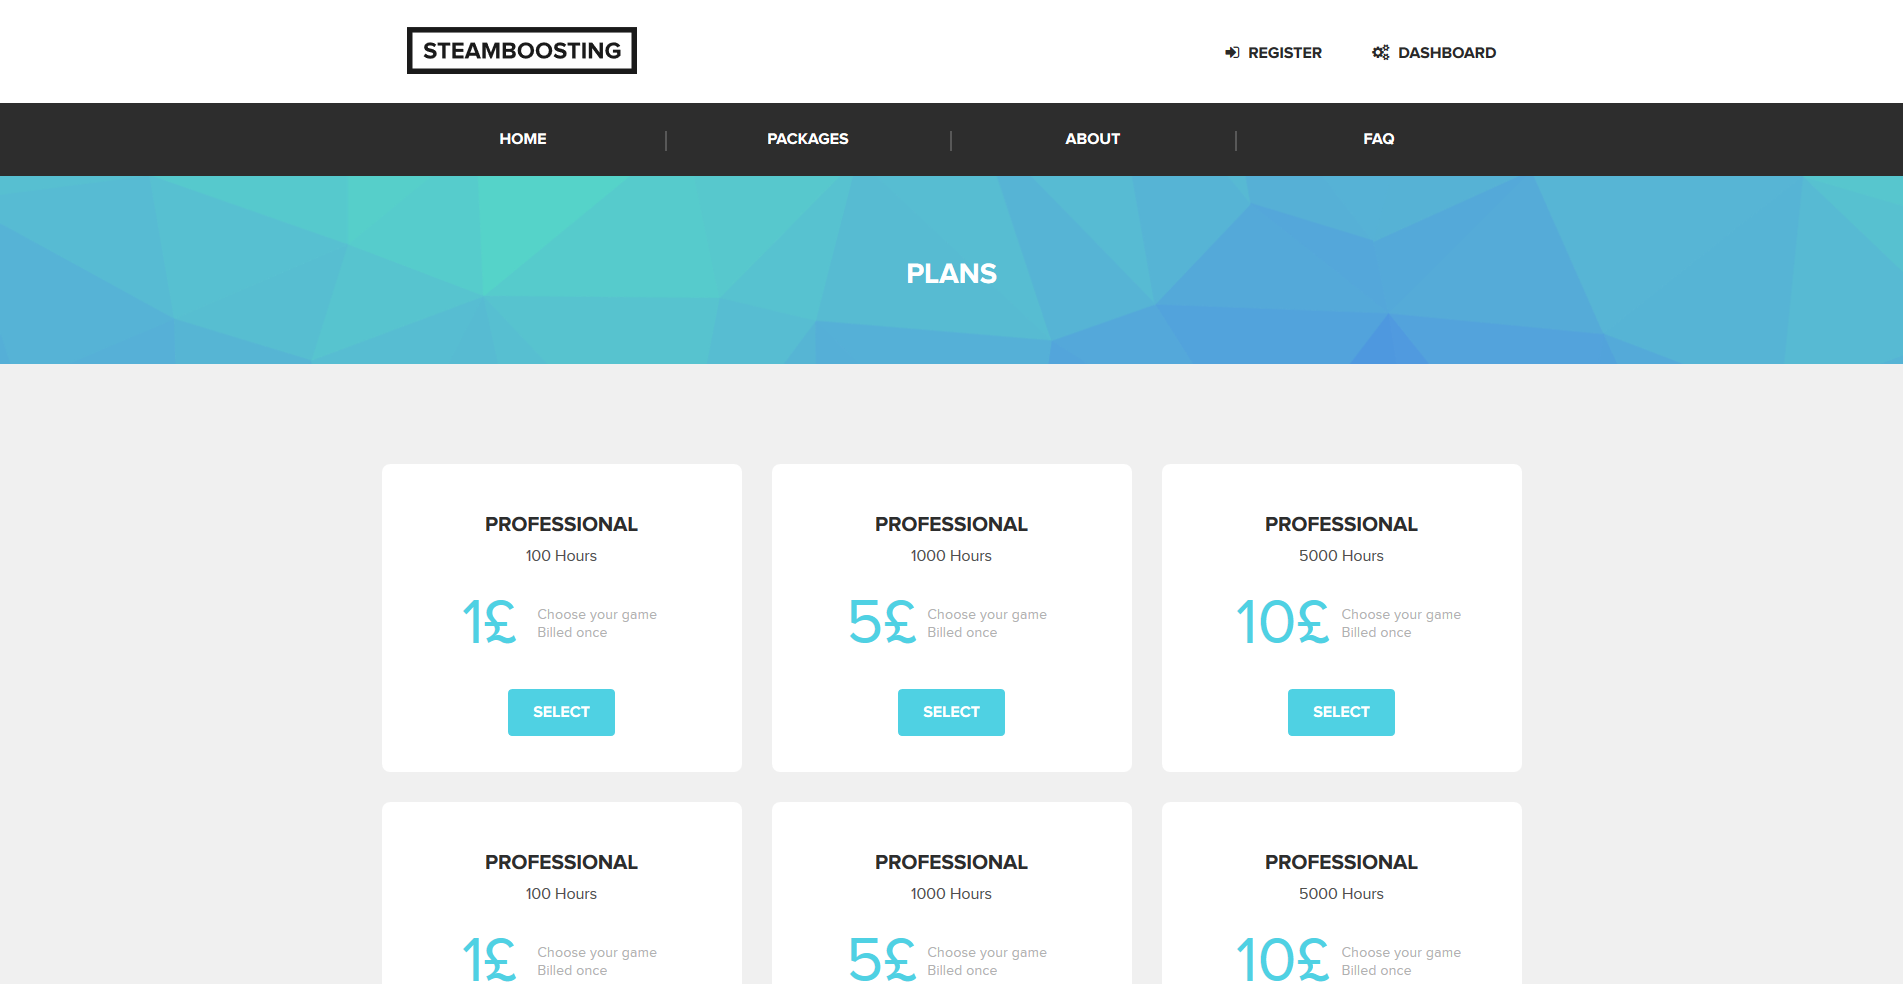 STEAMBOOSTING
REGISTER DASHBOARD
HOME PACKAGES ABOUT FAQ
PLANS
PROFESSIONAL
100 Hours
1£
Choose your game
Billed once
SELECT
PROFESSIONAL
1000 Hours
5£
Choose your game
Billed once
SELECT
PROFESSIONAL
5000 Hours
10£
Choose your game
Billed once
SELECT
PROFESSIONAL
100 Hours
1£
Choose your game
Billed once
PROFESSIONAL
1000 Hours
5£
Choose your game
Billed once
PROFESSIONAL
5000 Hours
10£
Choose your game
Billed once